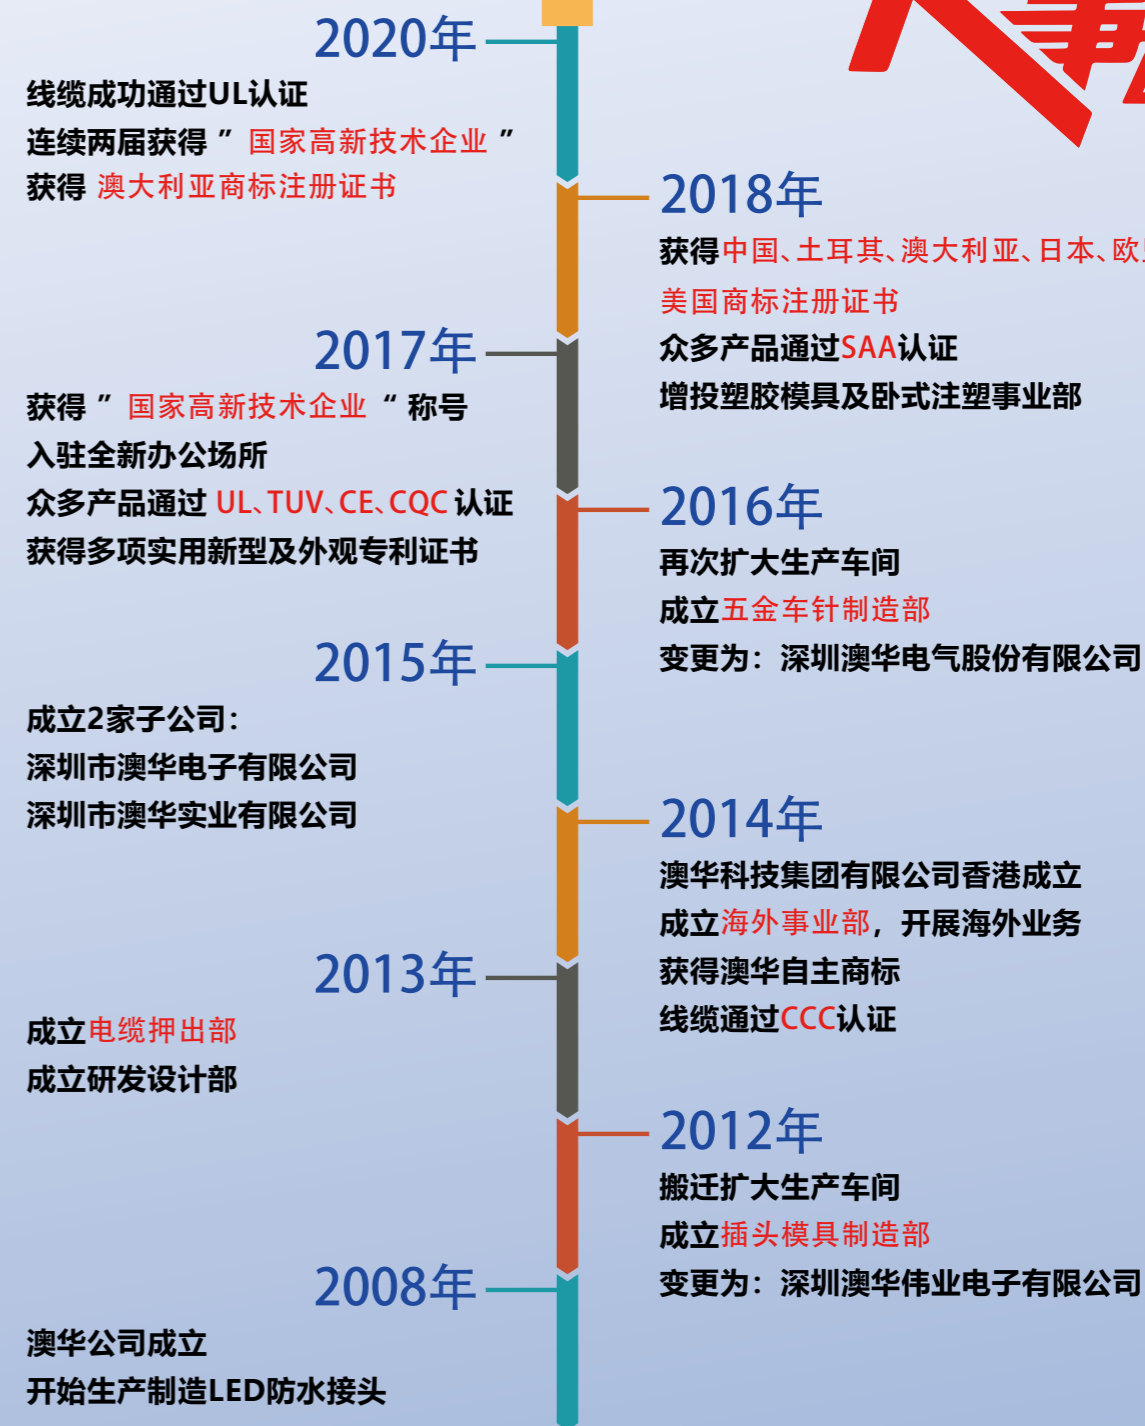 2020年
线缆成功通过UL认证
连续两届获得 ” 国家高新技术企业 ”
获得 澳大利亚商标注册证书
2018年
获得中国、土耳其、澳大利亚、日本、欧
美国商标注册证书
众多产品通过SAA认证
增投塑胶模具及卧式注塑事业部
2017年
获得 ” 国家高新技术企业 “ 称号
入驻全新办公场所
众多产品通过 UL、TUV、CE、CQC 认证
获得多项实用新型及外观专利证书
2016年
再次扩大生产车间
成立五金车针制造部
变更为：深圳澳华电气股份有限公司
2015年
成立2家子公司：
深圳市澳华电子有限公司
深圳市澳华实业有限公司
2014年
澳华科技集团有限公司香港成立
成立海外事业部，开展海外业务
获得澳华自主商标
线缆通过CCC认证
2013年
成立电缆押出部
成立研发设计部
2012年
搬迁扩大生产车间
成立插头模具制造部
变更为：深圳澳华伟业电子有限公司
2008年
澳华公司成立
开始生产制造LED防水接头